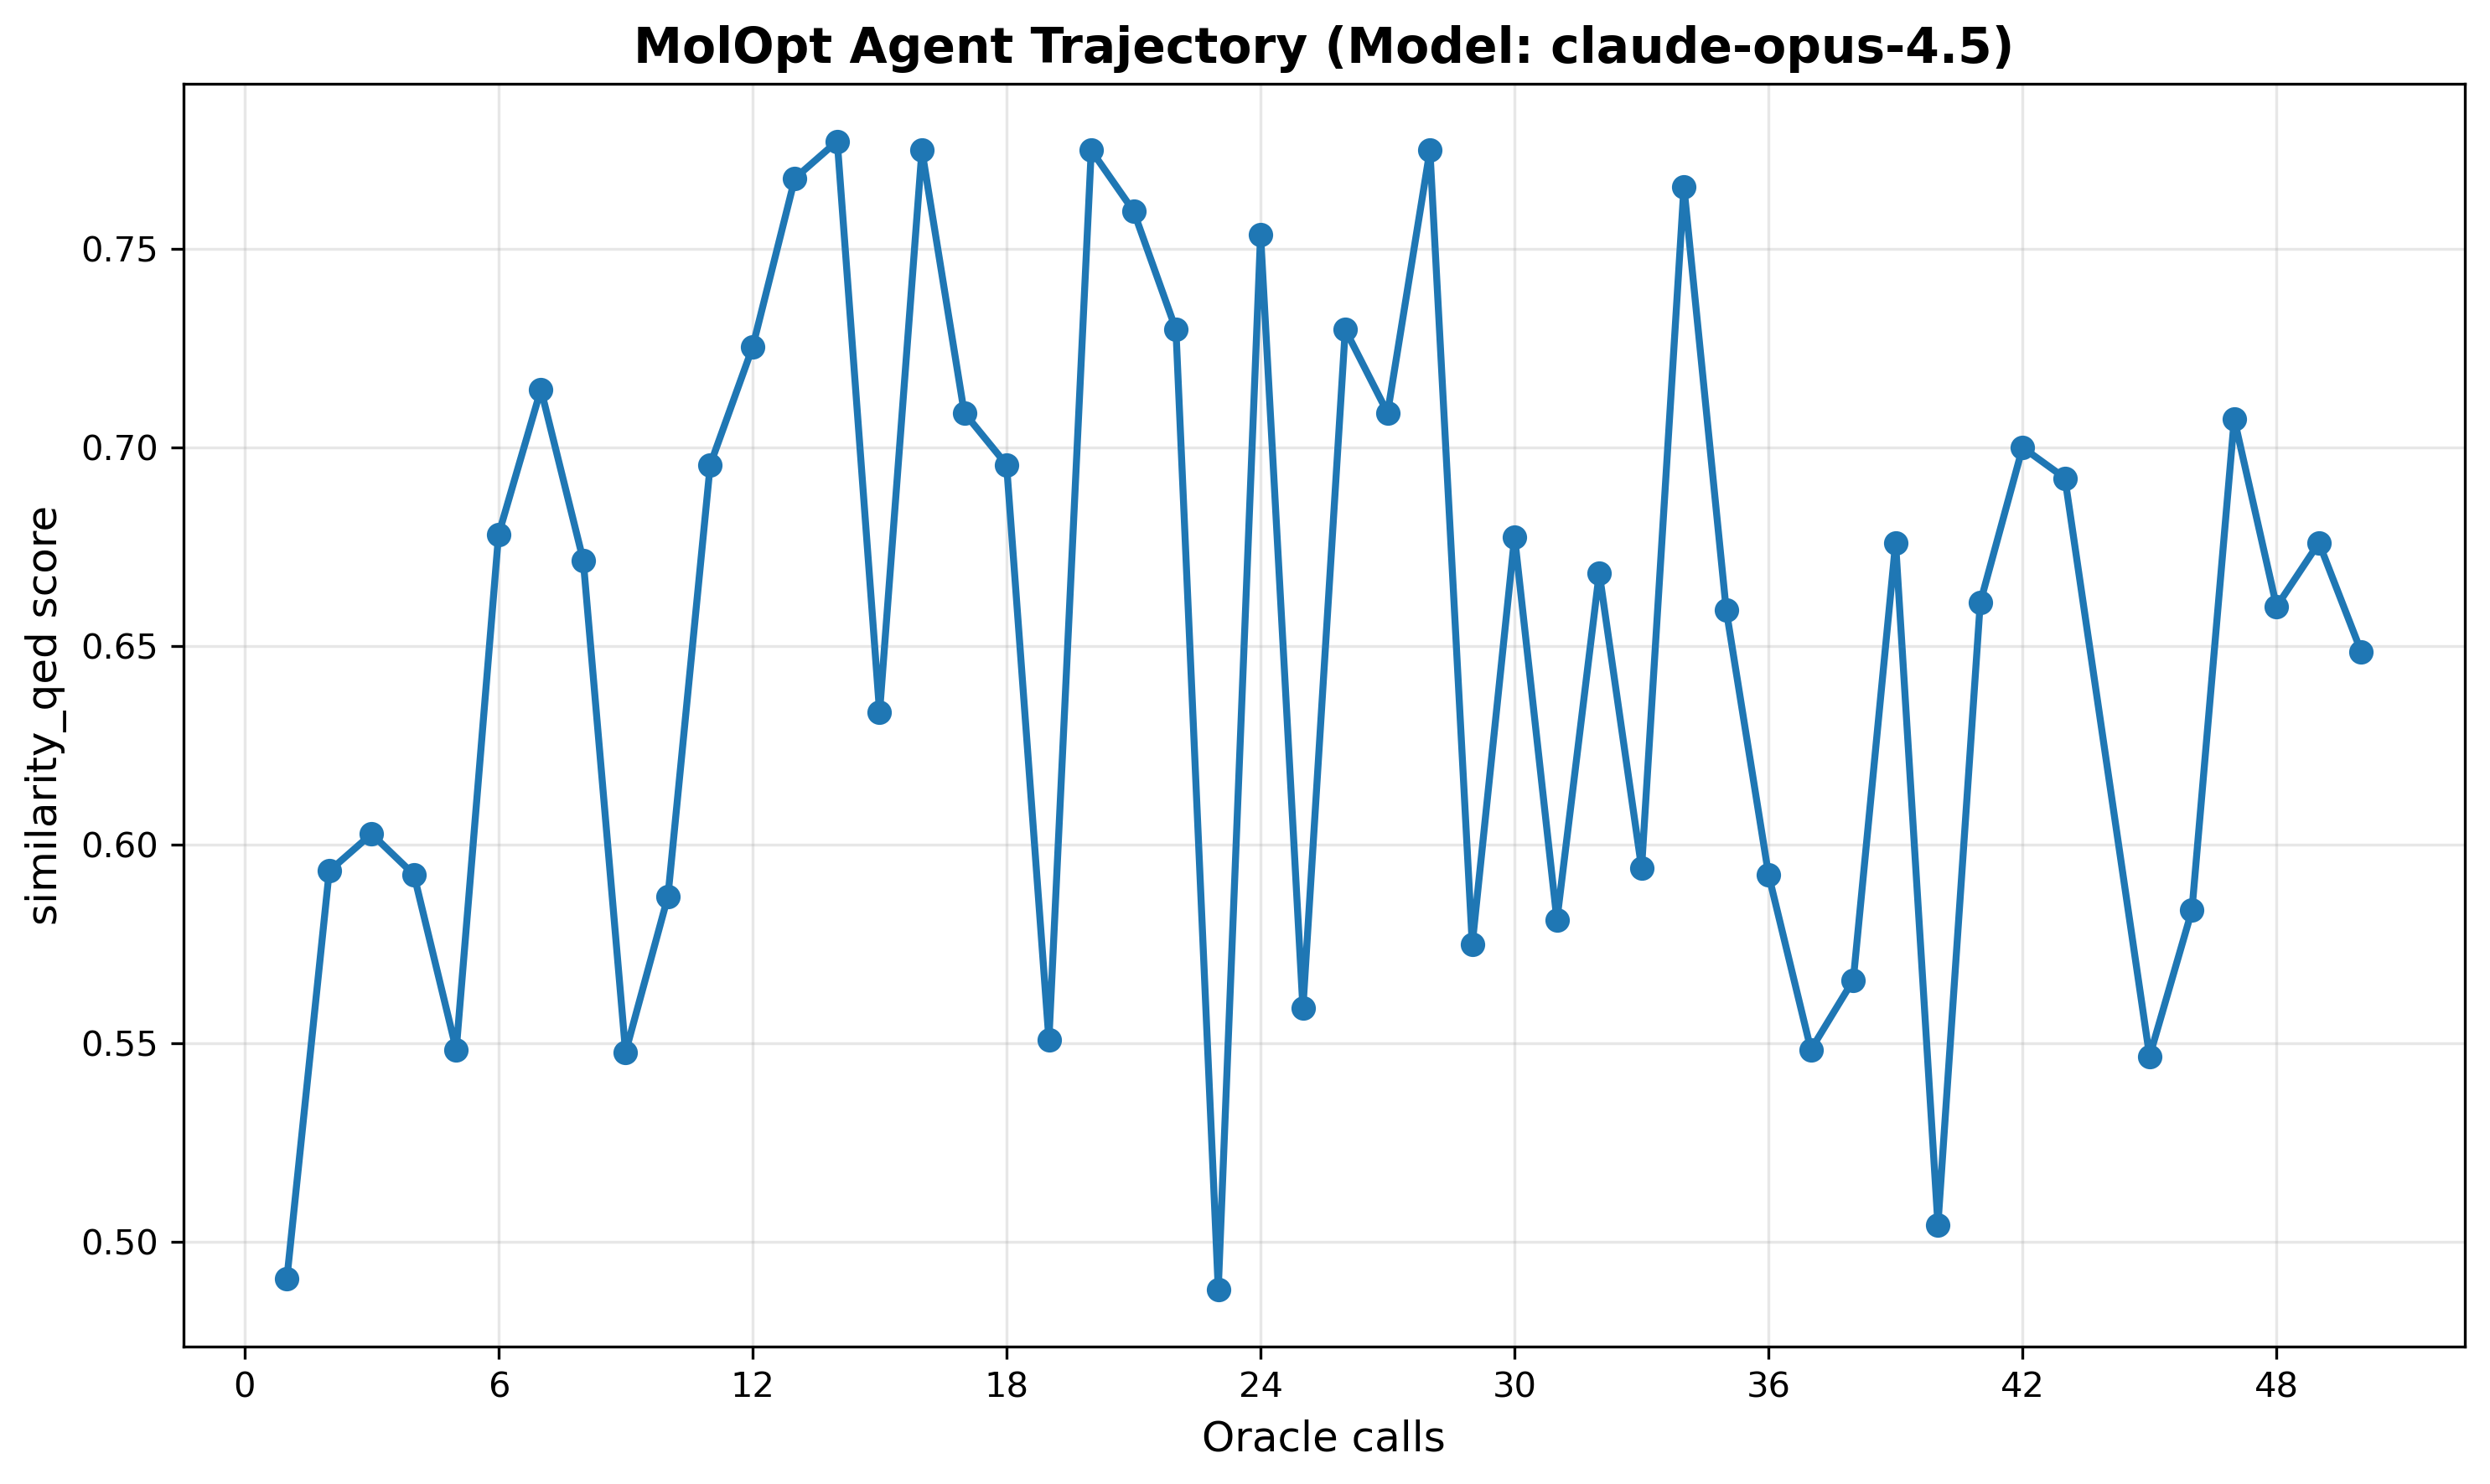 MolOpt Agent Trajectory (Model: claude-opus-4.5)
similarity_qed score
0.75
0.70
0.65
0.60
0.55
0.50
0 6 12 18 24 30 36 42 48
Oracle calls